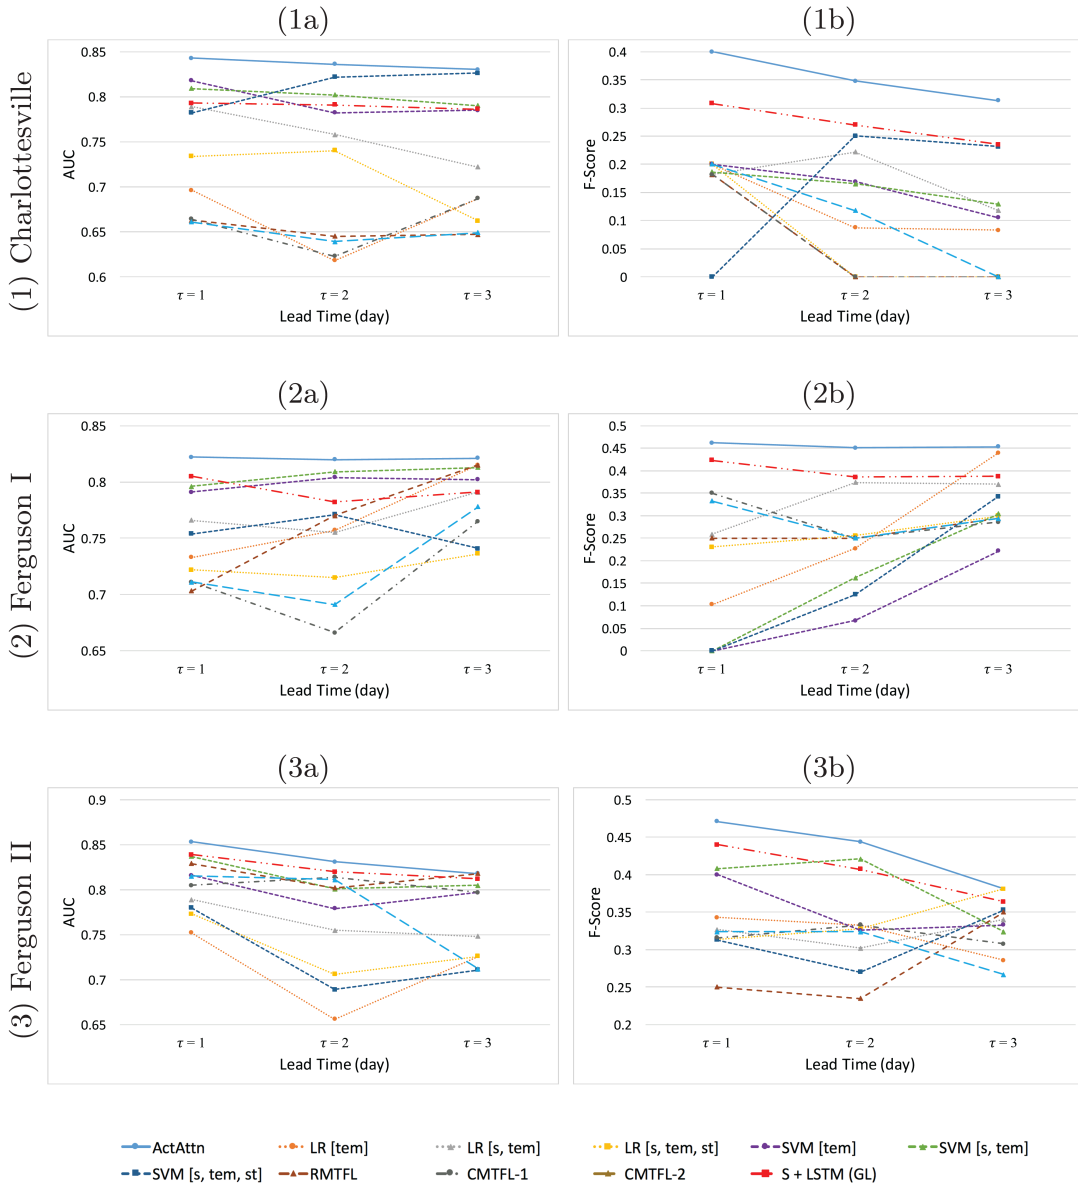 (1a)
(1b)
(1) Charlottesville
0.85
0.8
0.75
0.7
0.65
0.6
AUC
τ = 1
τ = 2
τ = 3
Lead Time (day)
0.4
0.35
0.3
0.25
0.2
0.15
0.1
0.05
0
F-Score
τ = 1
τ = 2
τ = 3
Lead Time (day)
(2a)
(2b)
(2) Ferguson I
0.85
0.8
0.75
0.7
0.65
AUC
τ = 1
τ = 2
τ = 3
Lead Time (day)
0.5
0.45
0.4
0.35
0.3
0.25
0.2
0.15
0.1
0.05
0
F-Score
τ = 1
τ = 2
τ = 3
Lead Time (day)
(3a)
(3b)
(3) Ferguson II
0.9
0.85
0.8
0.75
0.7
0.65
AUC
τ = 1
τ = 2
τ = 3
Lead Time (day)
0.5
0.45
0.4
0.35
0.3
0.25
0.2
F-Score
τ = 1
τ = 2
τ = 3
Lead Time (day)
ActAttn
LR [tem]
LR [s, tem]
LR [s, tem, st]
SVM [tem]
SVM [s, tem]
SVM [s, tem, st]
RMTFL
CMTFL-1
CMTFL-2
S + LSTM (GL)